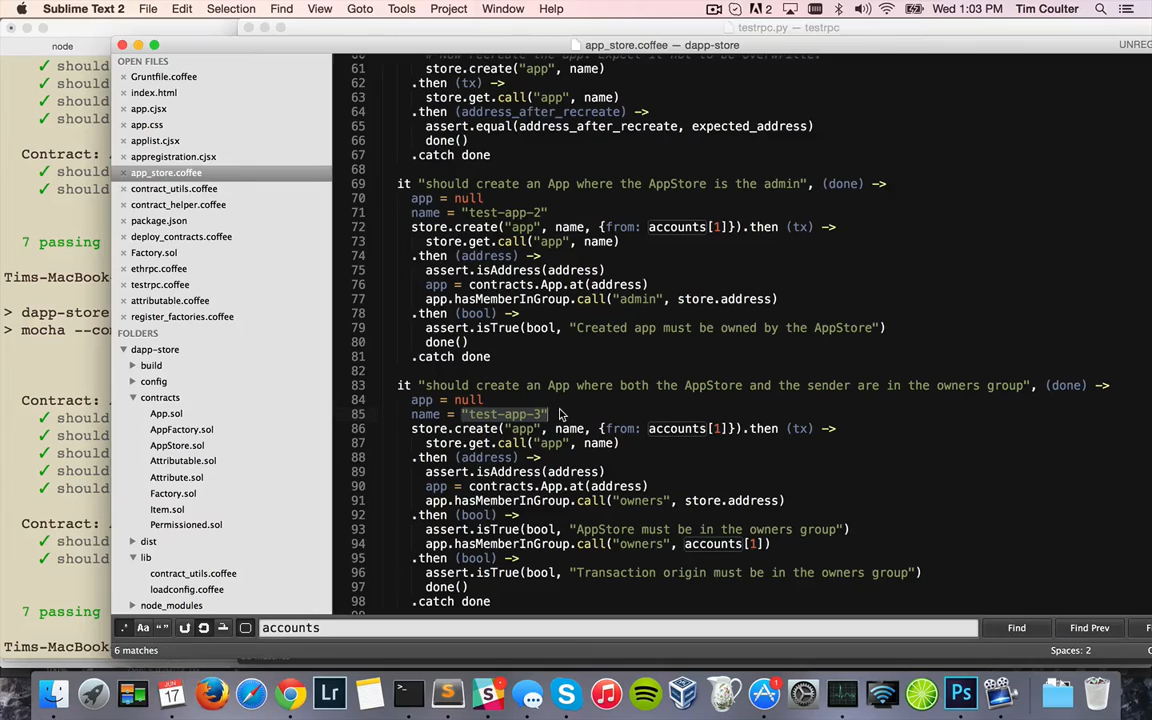 Sublime Text 2 File Edit Selection Find View Goto Tools Project Window Help 2 Wed 1:03 PM Tim Coulter
testrpc.py — testrpc
node
app_store.coffee — dapp-store
UNREG
OPEN FILES
Gruntfile.coffee
index.html
app.cjsx
app.css
applist.cjsx
appregistration.cjsx
app_store.coffee
contract_utils.coffee
contract_helper.coffee
package.json
deploy_contracts.coffee
Factory.sol
ethrpc.coffee
testrpc.coffee
attributable.coffee
register_factories.coffee
FOLDERS
dapp-store
build
config
contracts
App.sol
AppFactory.sol
AppStore.sol
Attributable.sol
Attribute.sol
Factory.sol
Item.sol
Permissioned.sol
dist
lib
contract_utils.coffee
loadconfig.coffee
node_modules
✓ should
✓ should
✓ should
✓ should
Contract:
✓ should
✓ should
7 passing
Tims-MacBook
> dapp-store
> mocha --co
Contract:
✓ should
✓ should
✓ should
✓ should
✓ should
Contract:
✓ should
✓ should
7 passing
Tims-MacBook
61 store.create("app", name)
62 .then (tx) ->
63 store.get.call("app", name)
64 .then (address_after_recreate) ->
65 assert.equal(address_after_recreate, expected_address)
66 done()
67 .catch done
68
69 it "should create an App where the AppStore is the admin", (done) ->
70 app = null
71 name = "test-app-2"
72 store.create("app", name, {from: accounts[1]}).then (tx) ->
73 store.get.call("app", name)
74 .then (address) ->
75 assert.isAddress(address)
76 app = contracts.App.at(address)
77 app.hasMemberInGroup.call("admin", store.address)
78 .then (bool) ->
79 assert.isTrue(bool, "Created app must be owned by the AppStore")
80 done()
81 .catch done
82
83 it "should create an App where both the AppStore and the sender are in the owners group", (done) ->
84 app = null
85 name = "test-app-3"
86 store.create("app", name, {from: accounts[1]}).then (tx) ->
87 store.get.call("app", name)
88 .then (address) ->
89 assert.isAddress(address)
90 app = contracts.App.at(address)
91 app.hasMemberInGroup.call("owners", store.address)
92 .then (bool) ->
93 assert.isTrue(bool, "AppStore must be in the owners group")
94 app.hasMemberInGroup.call("owners", accounts[1])
95 .then (bool) ->
96 assert.isTrue(bool, "Transaction origin must be in the owners group")
97 done()
98 .catch done
.* Aa “ ” accounts Find Find Prev
6 matches
Spaces: 2
JUN 17 Lr Ps